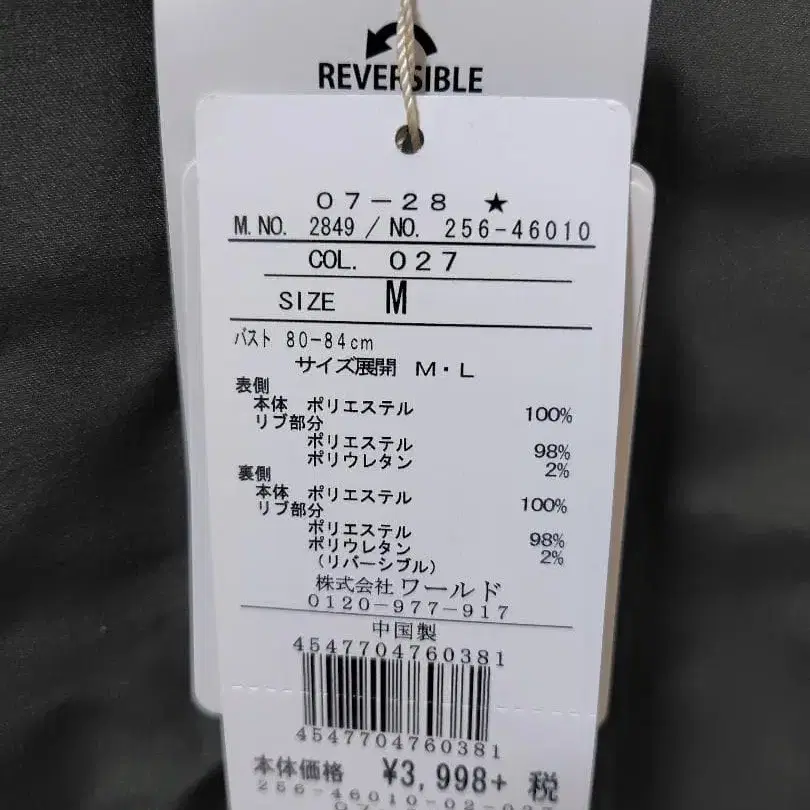 REVERSIBLE
07-28 ★
M.NO. 2849 / NO. 256-46010
COL. 027
SIZE M
バスト 80-84cm
サイズ展開 M・L
表側
本体 ポリエステル 100%
リブ部分
ポリエステル 98%
ポリウレタン 2%
裏側
本体 ポリエステル 100%
リブ部分
ポリエステル 98%
ポリウレタン 2%
(リバーシブル)
株式会社 ワールド
0120-977-917
中国製
4547704760381
4547704760381
本体価格 ¥3,998+ 税
256-46010-02-027